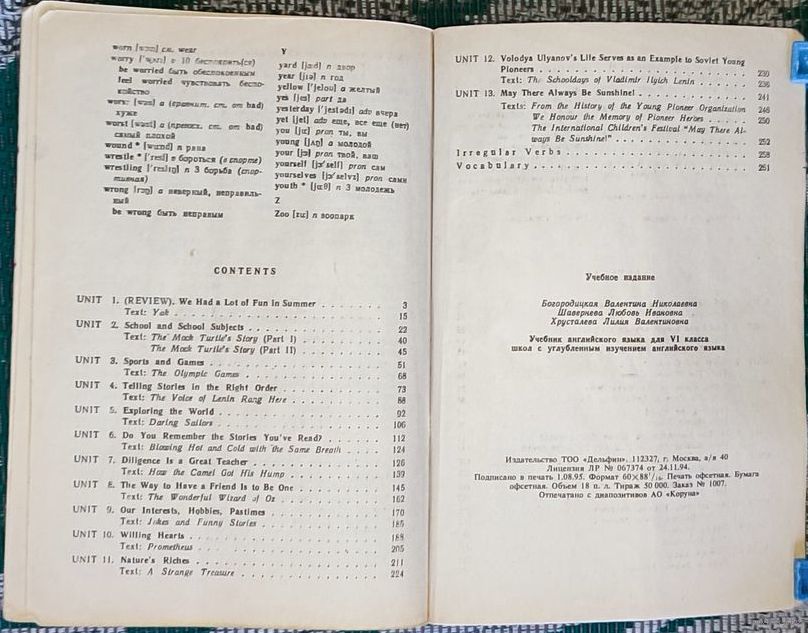 worn [wɔːn] см. wear
worry ['wʌrɪ] v 10 беспокоить(ся)
be worried быть обеспокоенным
feel worried чувствовать беспо-
койство
worse [wəːs] a (сравнит. ст. от bad)
хуже
worst [wəːst] a (превосх. ст. от bad)
самый плохой
wound * [wuːnd] n рана
wrestle * ['resl] v бороться (в спорте)
wrestling ['reslɪŋ] n 3 борьба (спор-
тивная)
wrong [rɔŋ] a неверный, неправиль-
ный
be wrong быть неправым
Y
yard [jɑːd] n двор
year [jɪə] n год
yellow ['jelou] a желтый
yes [jes] part да
yesterday ['jestədɪ] adv вчера
yet [jet] adv еще, все еще (нет)
you [juː] pron ты, вы
young [jʌŋ] a молодой
your [jɔː] pron твой, ваш
yourself [jɔː'self] pron сам
yourselves [jɔː'selvz] pron сами
youth * [juːθ] n 3 молодежь
Z
Zoo [zuː] n зоопарк
CONTENTS
UNIT 1. (REVIEW). We Had a Lot of Fun in Summer . . . . . . . 3
Text: Yak . . . . . . . 15
UNIT 2. School and School Subjects . . . . . . . 22
Text: The Mock Turtle's Story (Part I) . . . . . . . 40
The Mock Turtle's Story (Part II) . . . . . . . 45
UNIT 3. Sports and Games . . . . . . . 51
Text: The Olympic Games . . . . . . . 68
UNIT 4. Telling Stories in the Right Order . . . . . . . 73
Text: The Voice of Lenin Rang Here . . . . . . . 88
UNIT 5. Exploring the World . . . . . . . 92
Text: Daring Sailors . . . . . . . 106
UNIT 6. Do You Remember the Stories You've Read? . . . . . . . 112
Text: Blowing Hot and Cold with the Same Breath . . . . . . . 124
UNIT 7. Diligence Is a Great Teacher . . . . . . . 126
Text: How the Camel Got His Hump . . . . . . . 139
UNIT 8. The Way to Have a Friend Is to Be One . . . . . . . 145
Text: The Wonderful Wizard of Oz . . . . . . . 162
UNIT 9. Our Interests, Hobbies, Pastimes . . . . . . . 170
Text: Jokes and Funny Stories . . . . . . . 185
UNIT 10. Willing Hearts . . . . . . . 188
Text: Prometheus . . . . . . . 205
UNIT 11. Nature's Riches . . . . . . . 211
Text: A Strange Treasure . . . . . . . 224
UNIT 12. Volodya Ulyanov's Life Serves as an Example to Soviet Young
Pioneers . . . . . . . 230
Text: The Schooldays of Vladimir Ilyich Lenin . . . . . . . 236
UNIT 13. May There Always Be Sunshine! . . . . . . . 241
Texts: From the History of the Young Pioneer Organization 246
We Honour the Memory of Pioneer Heroes . . . . . . . 250
The International Children's Festival "May There Al-
ways Be Sunshine!" . . . . . . . 252
Irregular Verbs . . . . . . . 258
Vocabulary . . . . . . . 261
Учебное издание
Богородицкая Валентина Николаевна
Шавернева Любовь Ивановна
Хрусталева Лилия Валентиновна
Учебник английского языка для VI класса
школ с углубленным изучением английского языка
Издательство ТОО «Дельфин». 112327, г. Москва, а/я 40
Лицензия ЛР № 067374 от 24.11.94.
Подписано в печать 1.08.95. Формат 60×88¹/₁₆. Печать офсетная. Бумага
офсетная. Объем 18 п. л. Тираж 50 000. Заказ № 1007.
Отпечатано с диапозитивов АО «Коруна»